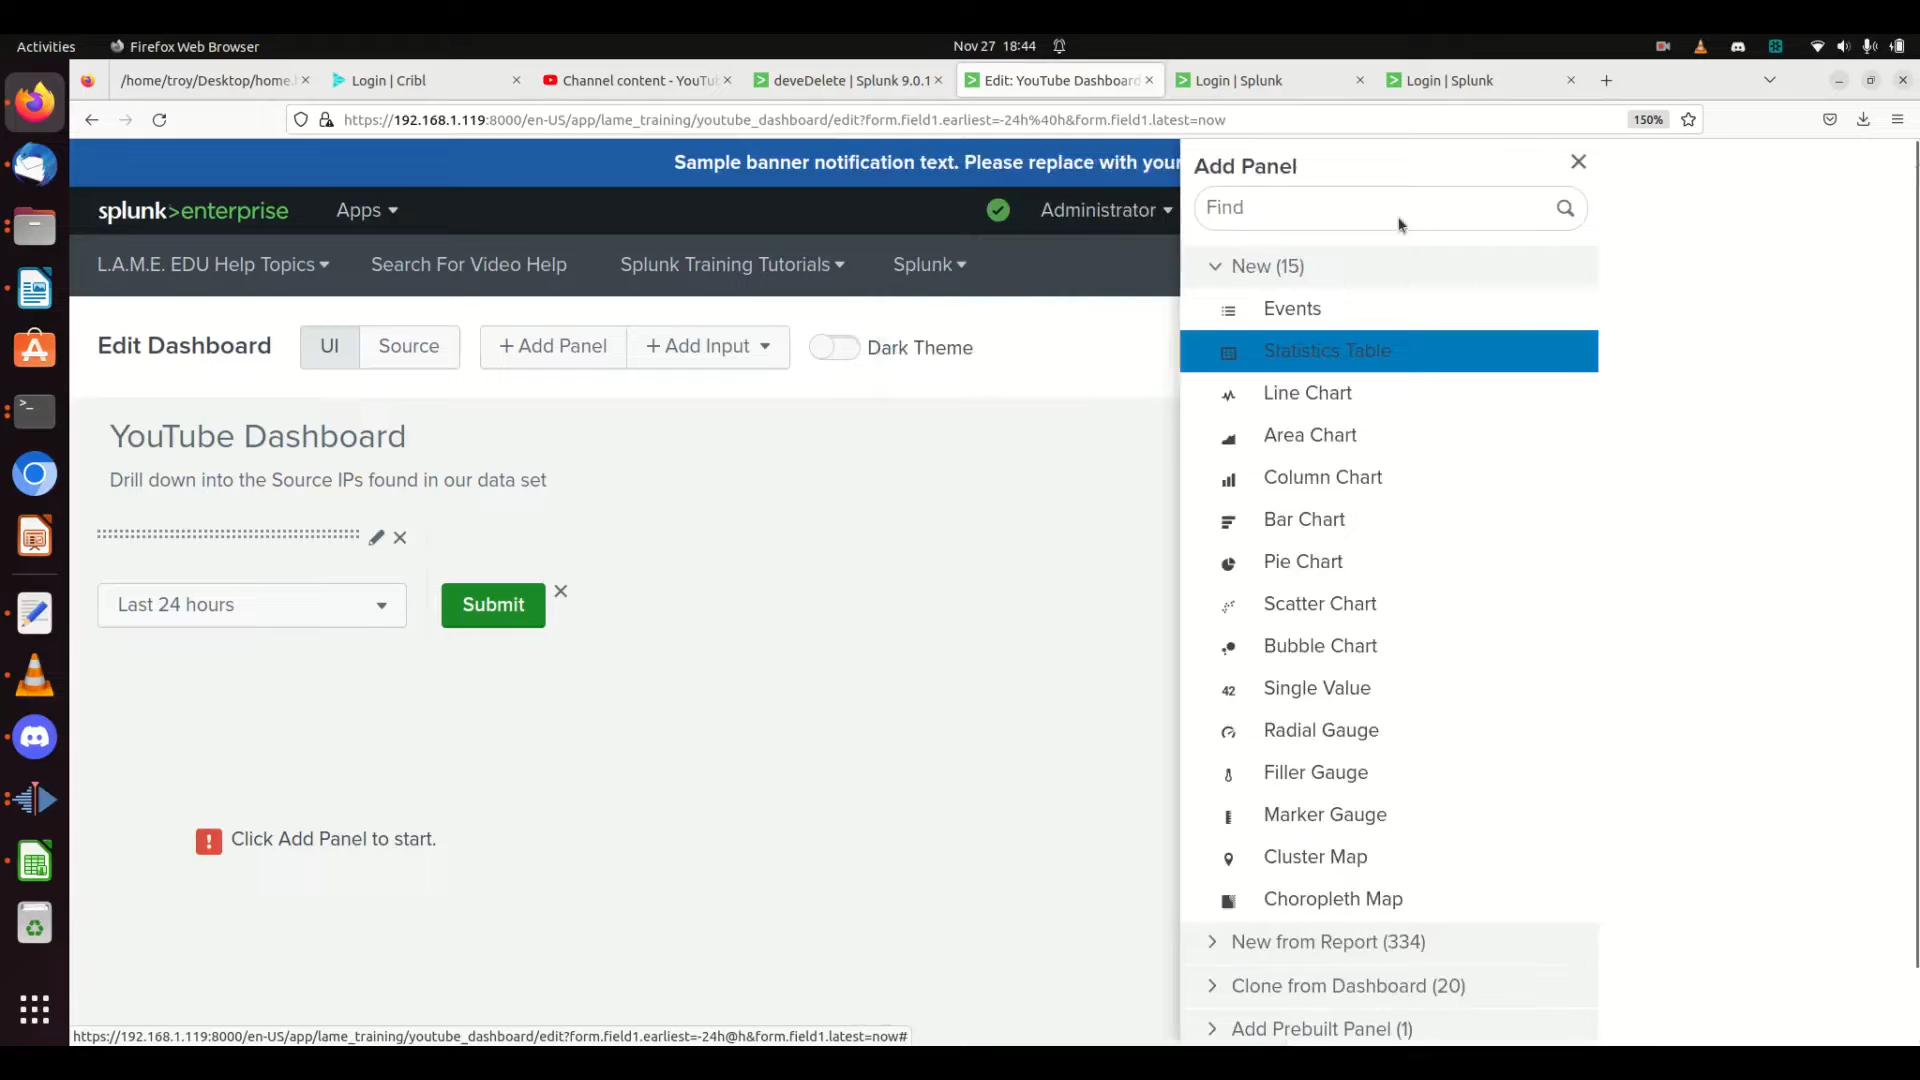 Activities
Firefox Web Browser
Nov 27 18:44
/home/troy/Desktop/home.
Login | Cribl
Channel content - YouTu
deveDelete | Splunk 9.0.1
Edit: YouTube Dashboard
Login | Splunk
Login | Splunk
https://192.168.1.119:8000/en-US/app/lame_training/youtube_dashboard/edit?form.field1.earliest=-24h%40h&form.field1.latest=now
150%
Sample banner notification text. Please replace with your
splunk>enterprise
Apps
Administrator
L.A.M.E. EDU Help Topics
Search For Video Help
Splunk Training Tutorials
Splunk
Edit Dashboard
UI
Source
+ Add Panel
+ Add Input
Dark Theme
YouTube Dashboard
Drill down into the Source IPs found in our data set
Last 24 hours
Submit
! Click Add Panel to start.
Add Panel
Find
New (15)
Events
Statistics Table
Line Chart
Area Chart
Column Chart
Bar Chart
Pie Chart
Scatter Chart
Bubble Chart
42 Single Value
Radial Gauge
Filler Gauge
Marker Gauge
Cluster Map
Choropleth Map
New from Report (334)
Clone from Dashboard (20)
Add Prebuilt Panel (1)
https://192.168.1.119:8000/en-US/app/lame_training/youtube_dashboard/edit?form.field1.earliest=-24h@h&form.field1.latest=now#